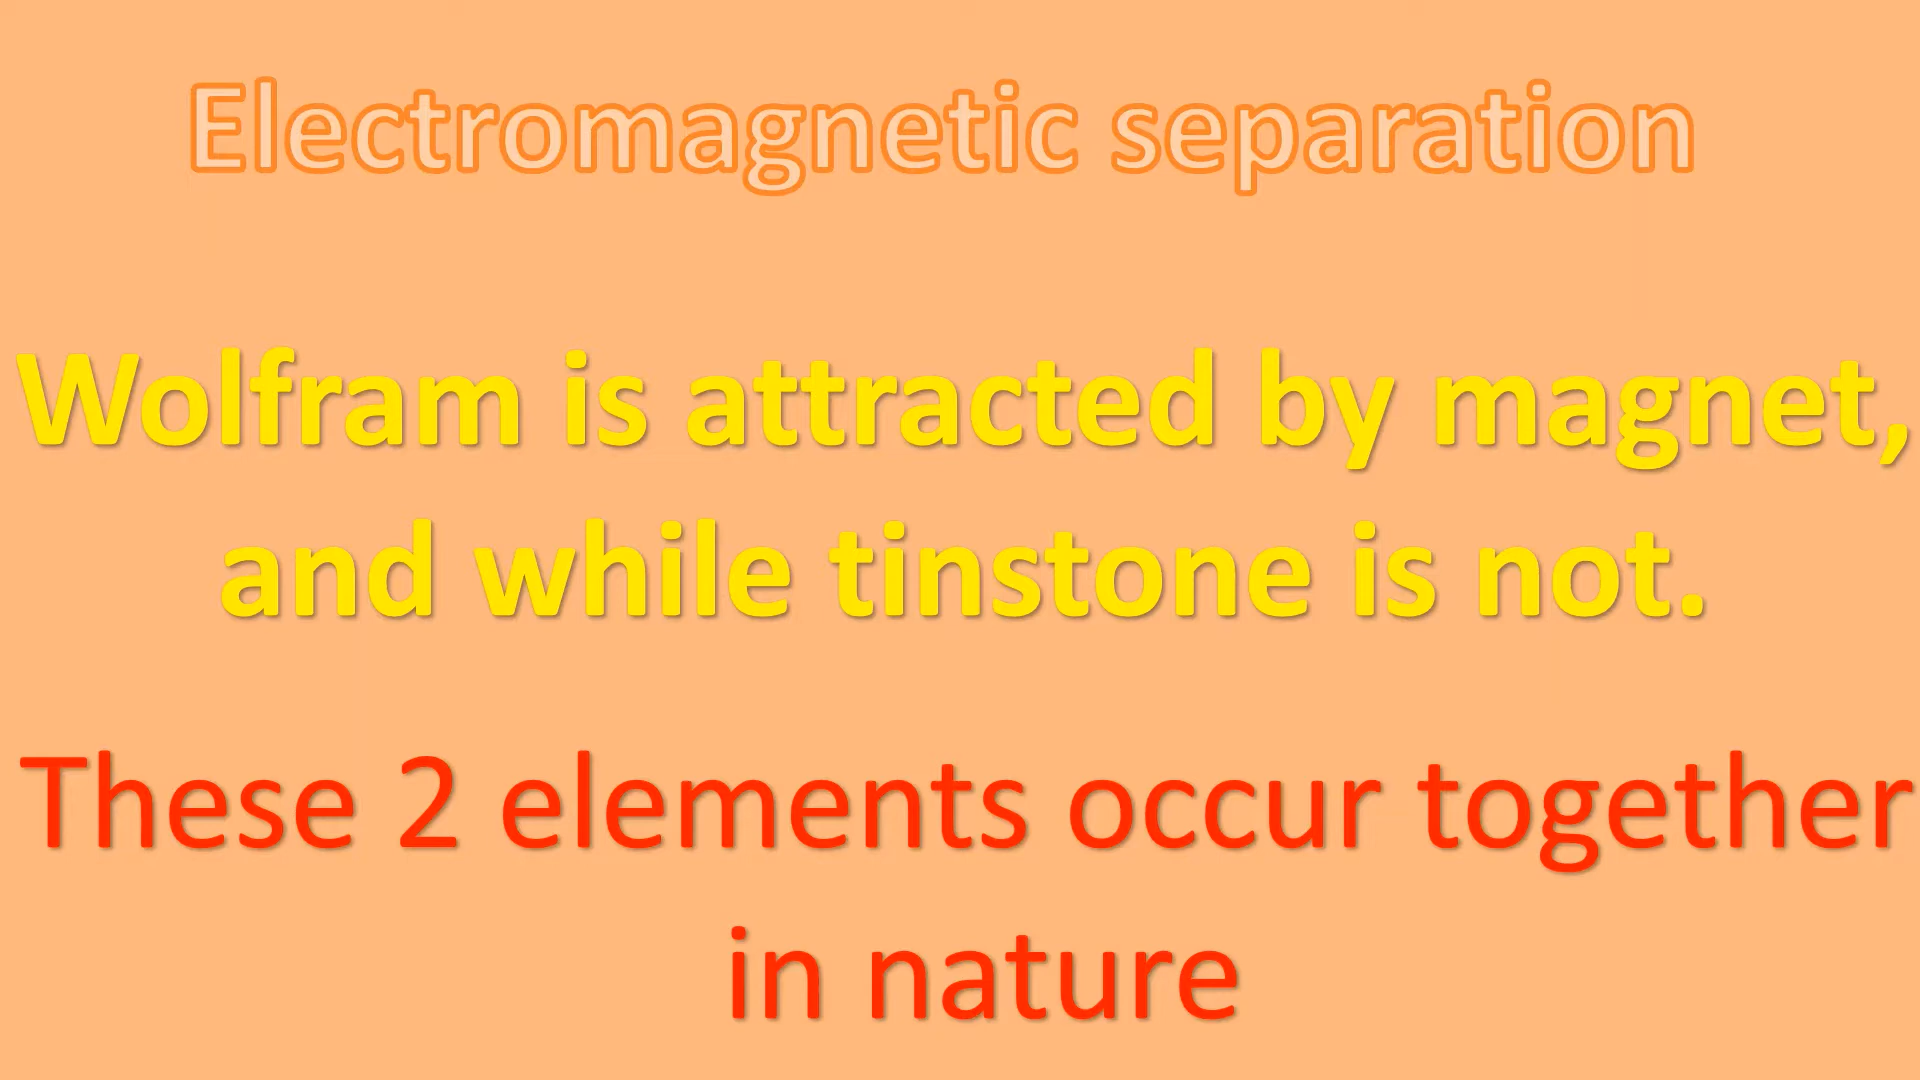 Electromagnetic separation
Wolfram is attracted by magnet,
and while tinstone is not.
These 2 elements occur together
in nature